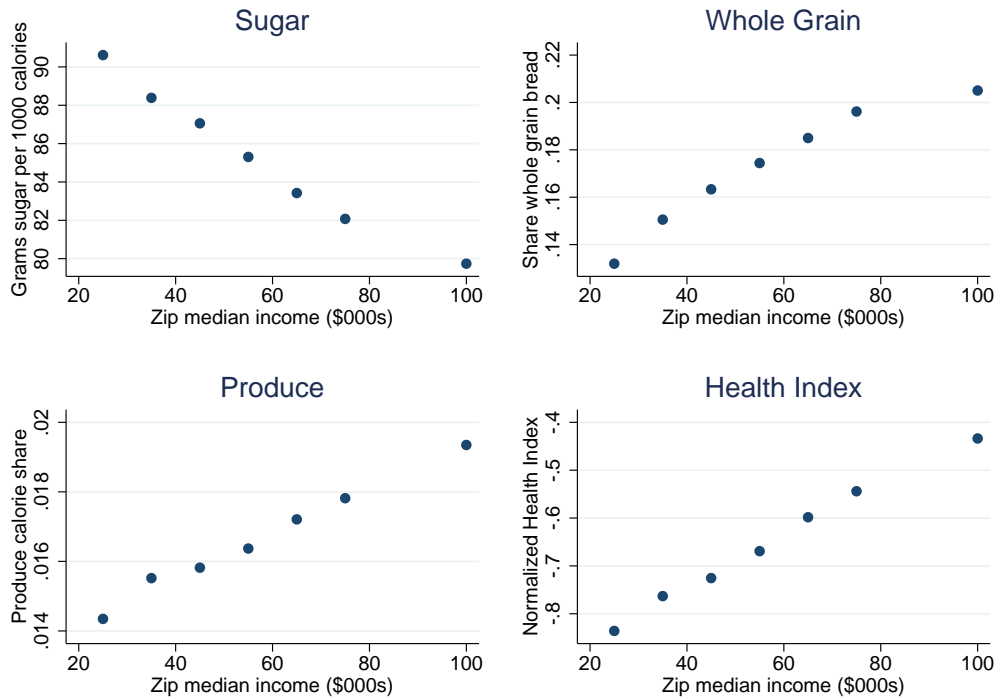 Sugar
Grams sugar per 1000 calories
90
88
86
84
82
80
20 40 60 80 100
Zip median income ($000s)
Whole Grain
Share whole grain bread
.22
.2
.18
.16
.14
20 40 60 80 100
Zip median income ($000s)
Produce
Produce calorie share
.02
.018
.016
.014
20 40 60 80 100
Zip median income ($000s)
Health Index
Normalized Health Index
-.4
-.5
-.6
-.7
-.8
20 40 60 80 100
Zip median income ($000s)